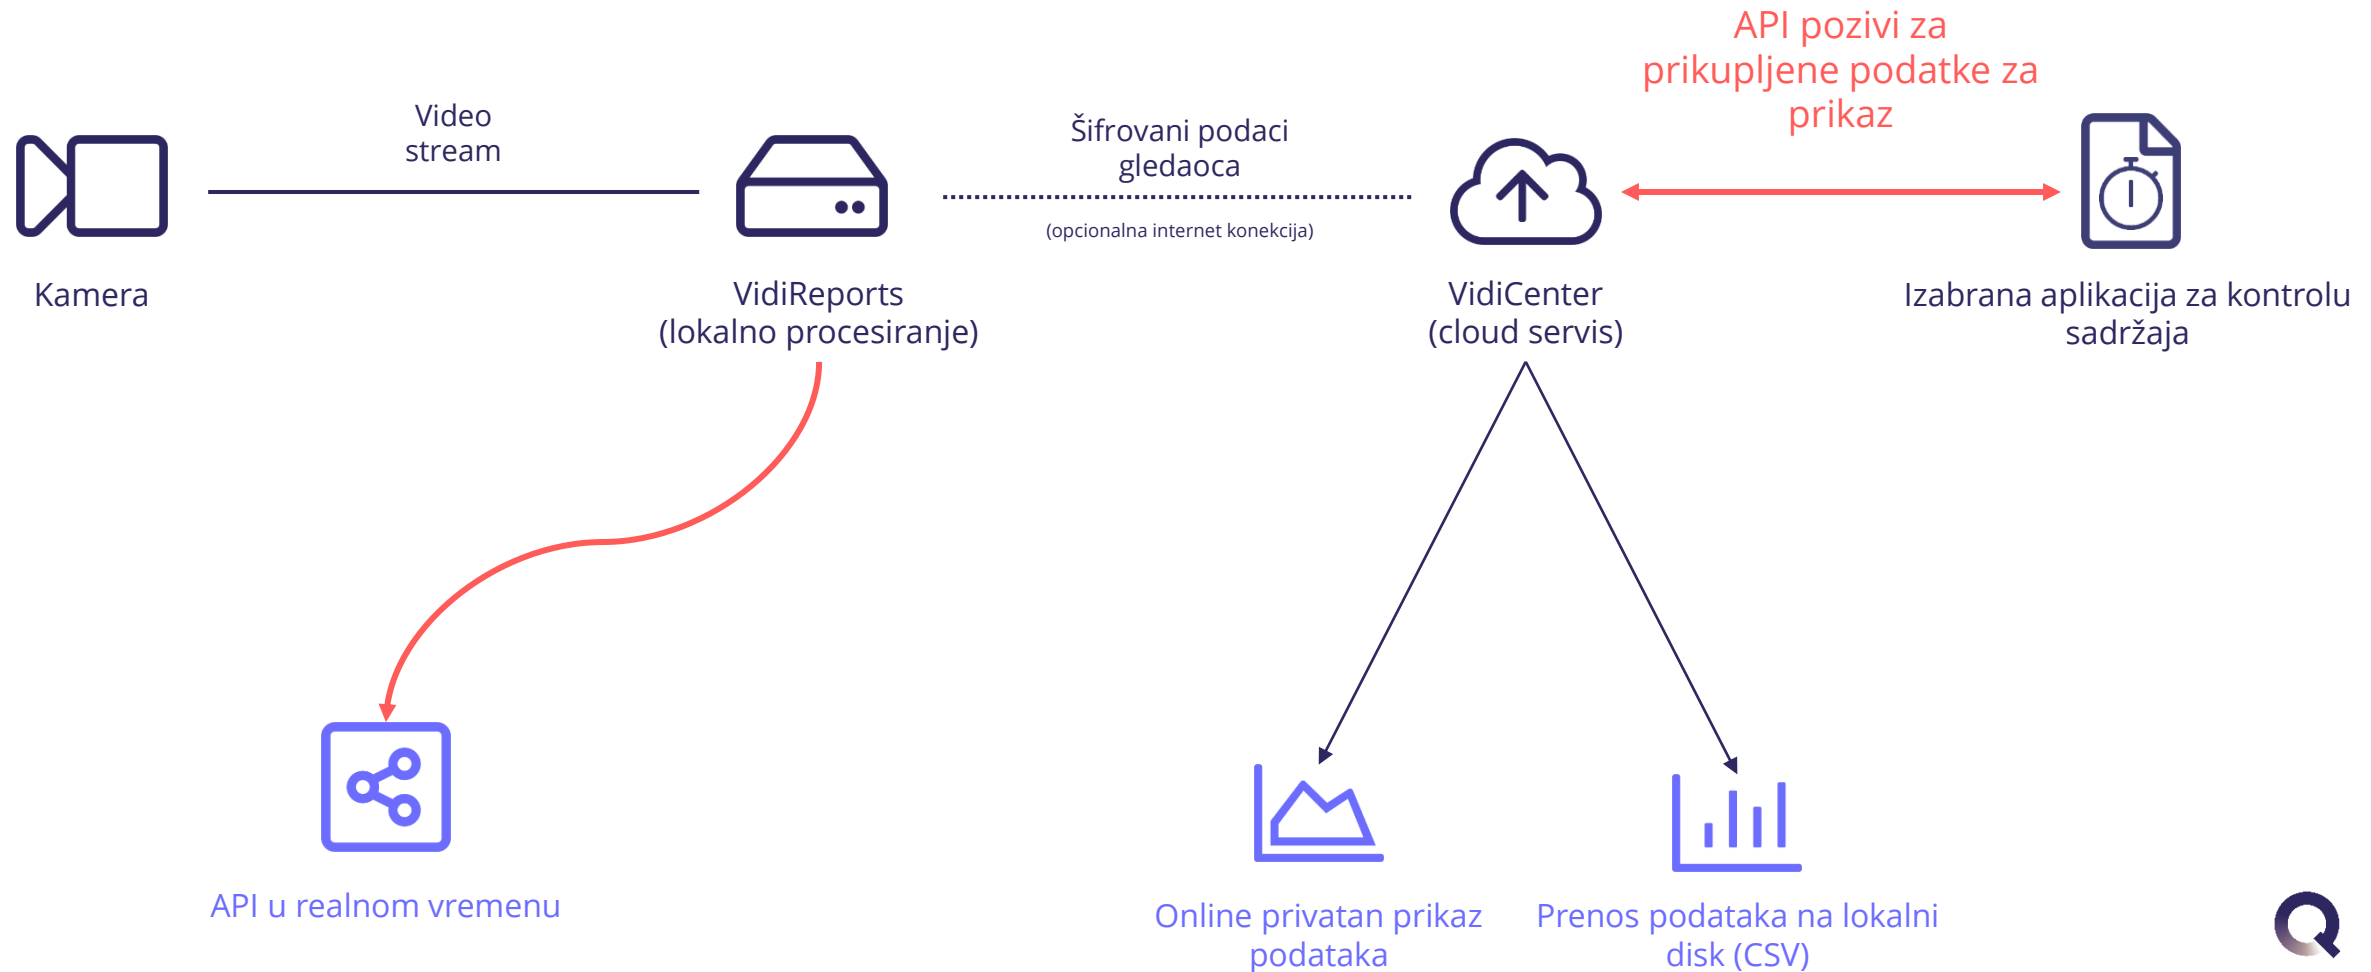 API pozivi za
prikupljene podatke za
prikaz
Video
stream
Šifrovani podaci
gledaoca
(opcionalna internet konekcija)
Kamera
VidiReports
(lokalno procesiranje)
VidiCenter
(cloud servis)
Izabrana aplikacija za kontrolu
sadržaja
API u realnom vremenu
Online privatan prikaz
podataka
Prenos podataka na lokalni
disk (CSV)